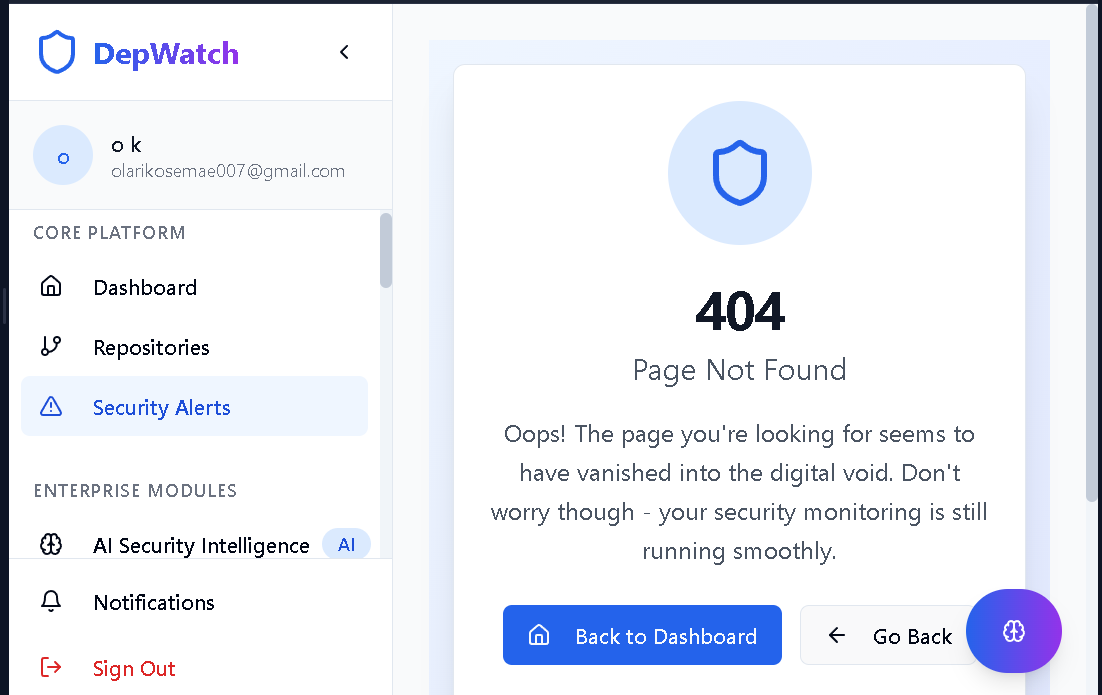 DepWatch
o
o k
olarikosemae007@gmail.com
CORE PLATFORM
Dashboard
Repositories
Security Alerts
ENTERPRISE MODULES
AI Security Intelligence AI
Notifications
Sign Out
404
Page Not Found
Oops! The page you're looking for seems to
have vanished into the digital void. Don't
worry though - your security monitoring is still
running smoothly.
Back to Dashboard
Go Back